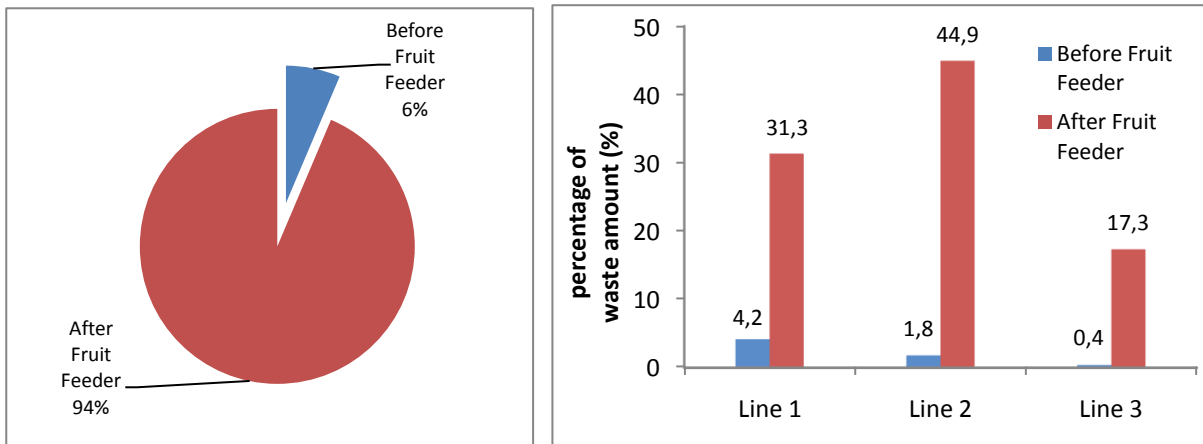 Before
Fruit
Feeder
6%
After
Fruit
Feeder
94%
percentage of
waste amount (%)
50
40
30
20
10
0
4,2
31,3
1,8
44,9
0,4
17,3
Line 1
Line 2
Line 3
Before Fruit
Feeder
After Fruit
Feeder